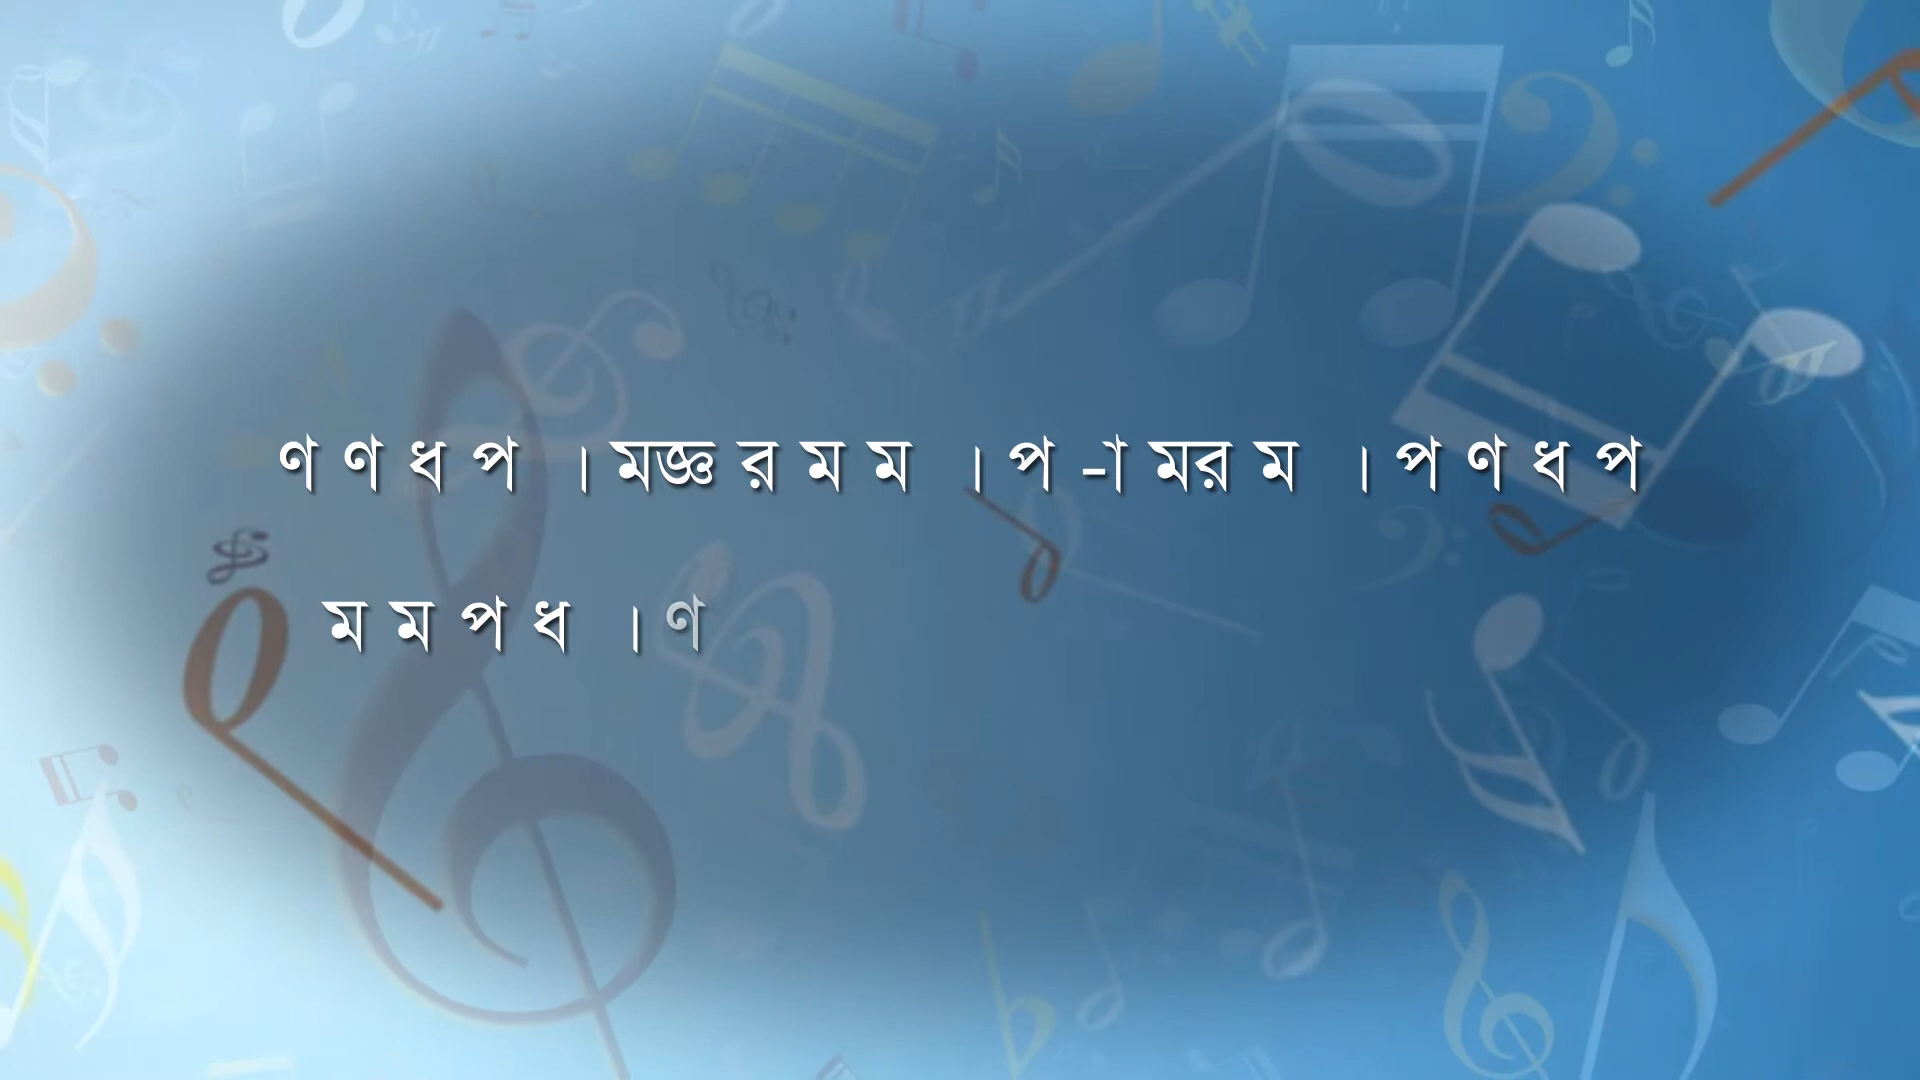 ণ ণ ধ প । মজ্ঞ র ম ম । প -া মর ম । প ণ ধ প
ম ম প ধ । ণ